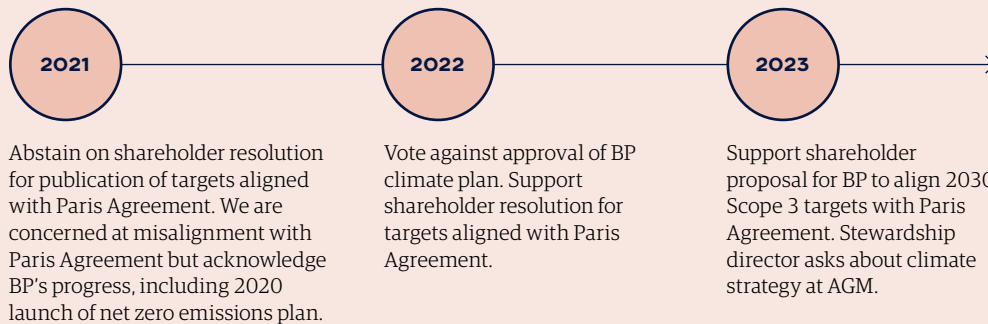 2021
2022
2023
Abstain on shareholder resolution
for publication of targets aligned
with Paris Agreement. We are
concerned at misalignment with
Paris Agreement but acknowledge
BP's progress, including 2020
launch of net zero emissions plan.
Vote against approval of BP
climate plan. Support
shareholder resolution for
targets aligned with Paris
Agreement.
Support shareholder
proposal for BP to align 2030
Scope 3 targets with Paris
Agreement. Stewardship
director asks about climate
strategy at AGM.